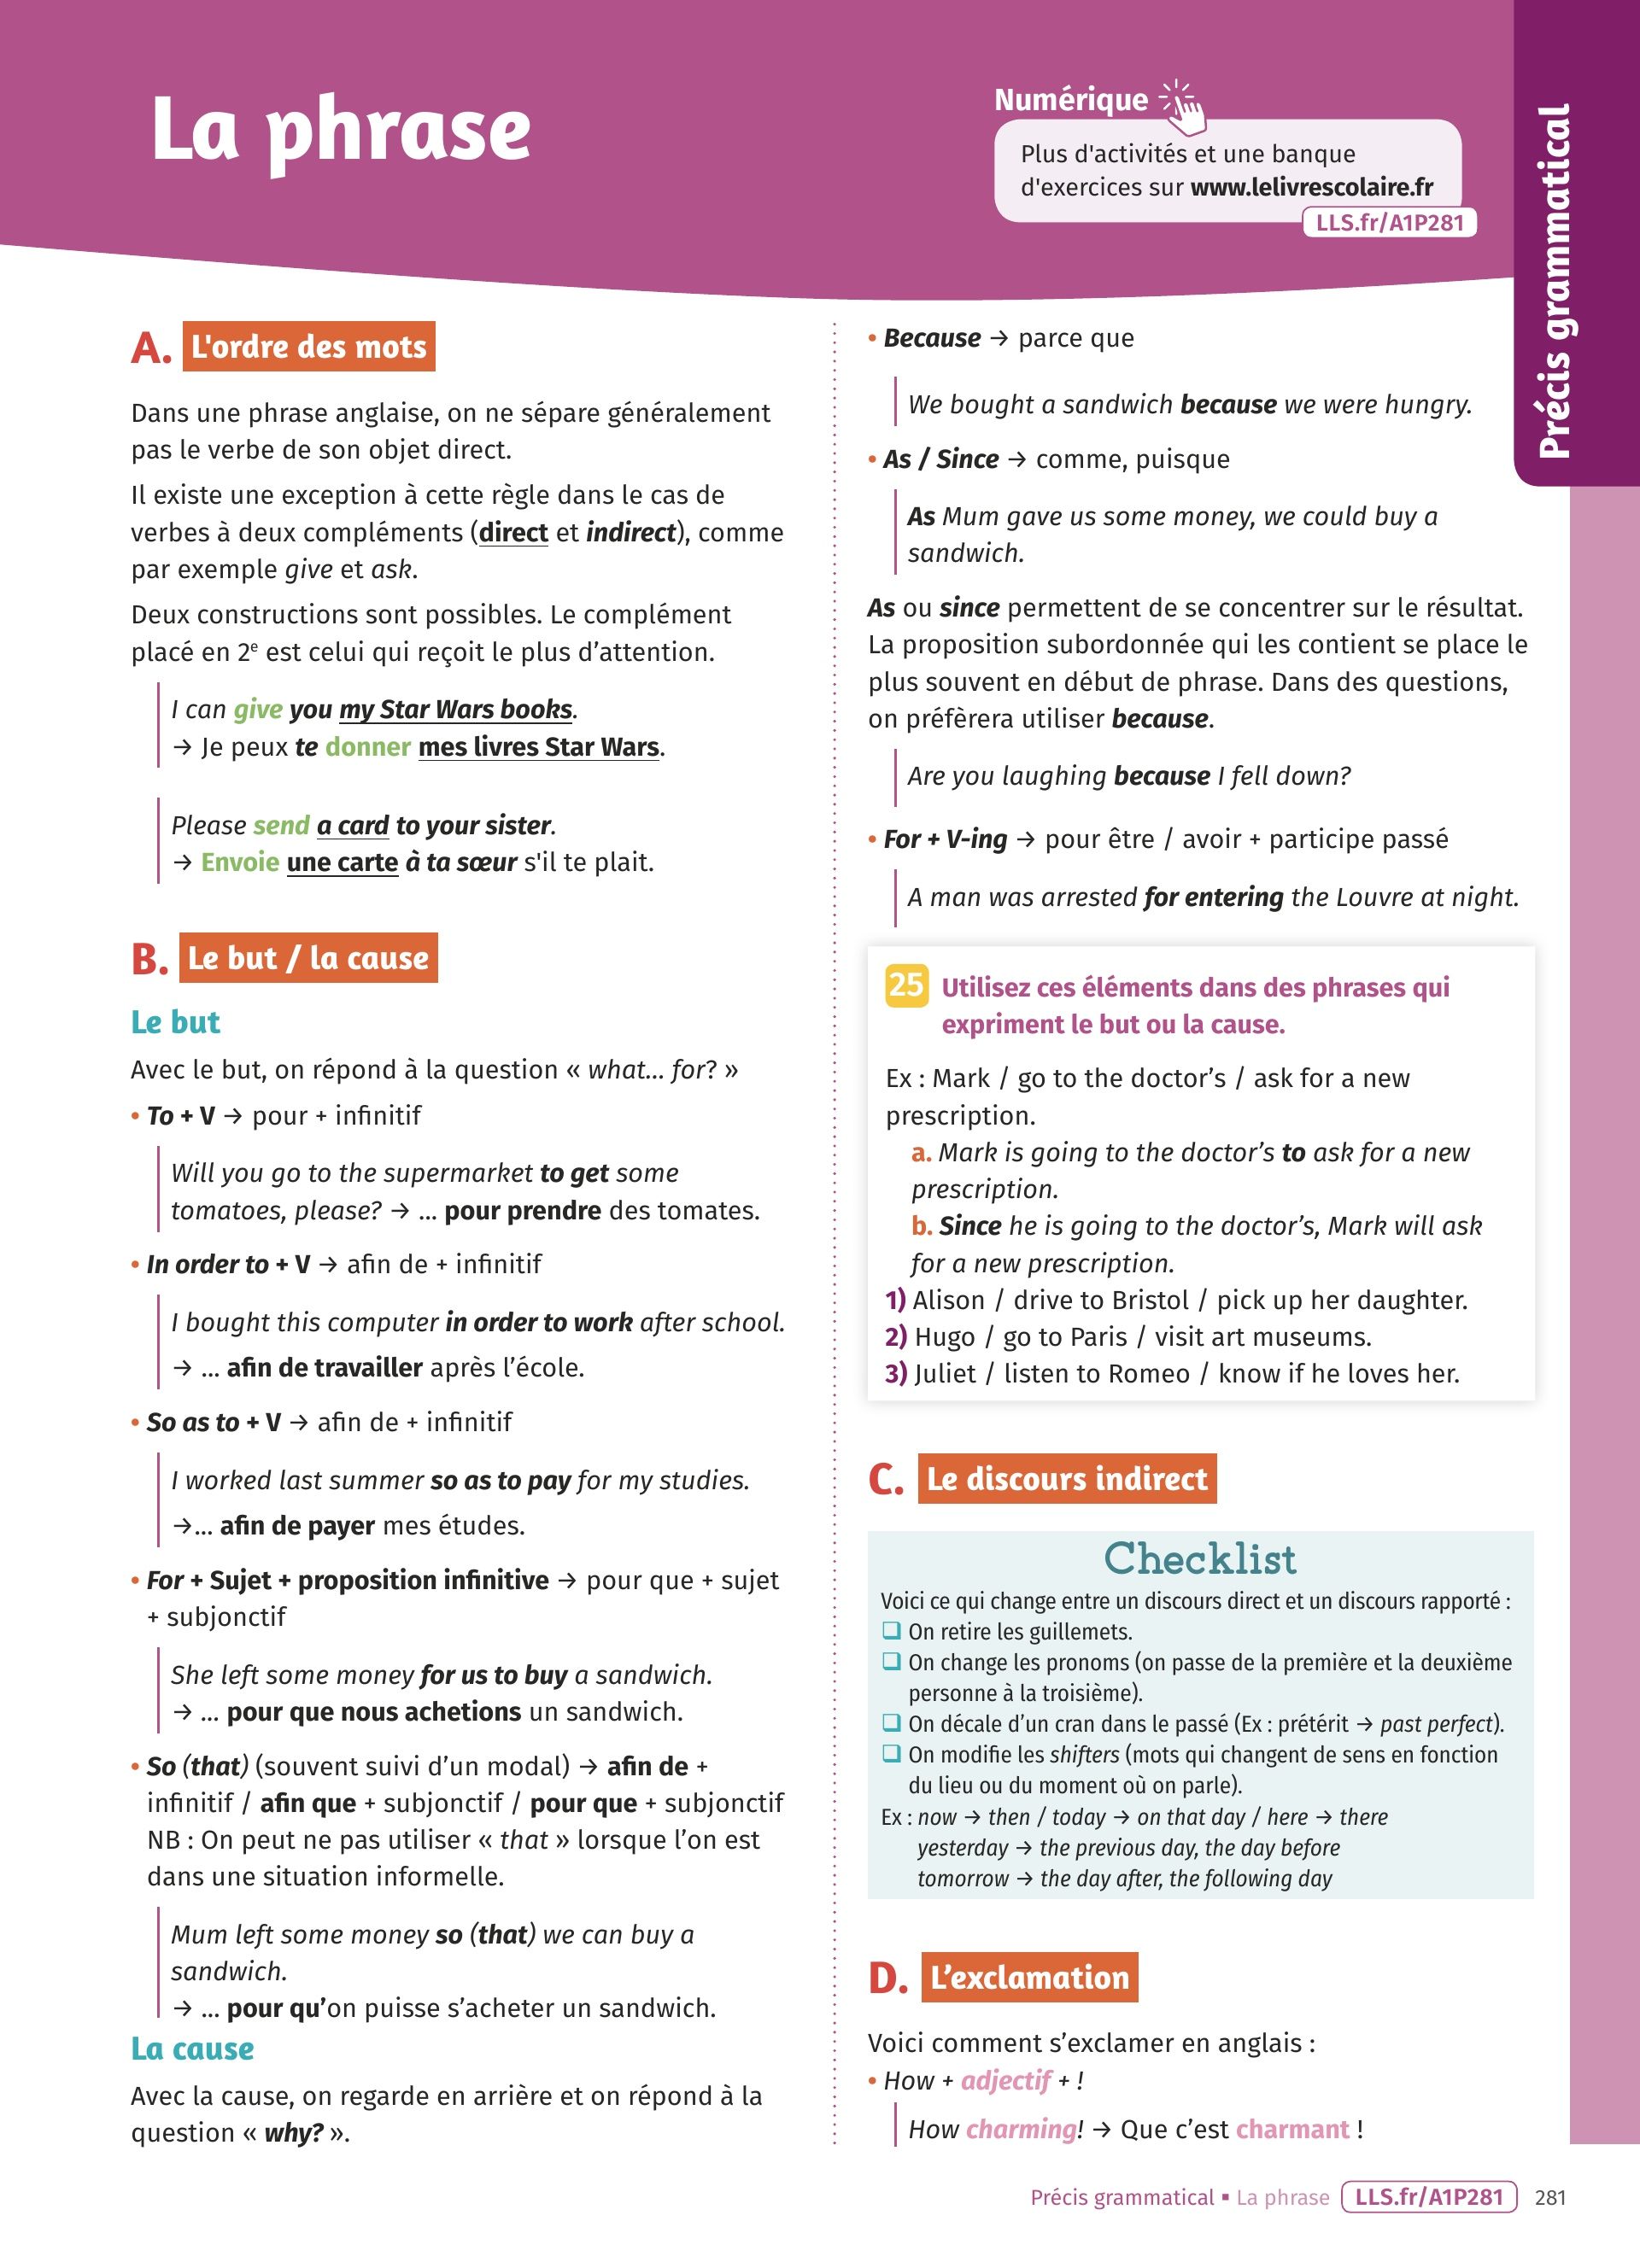 La phrase
Numérique
Plus d'activités et une banque
d'exercices sur www.lelivrescolaire.fr
LLS.fr/A1P281
Précis grammatical
A. L'ordre des mots
Dans une phrase anglaise, on ne sépare généralement
pas le verbe de son objet direct.
Il existe une exception à cette règle dans le cas de
verbes à deux compléments (direct et indirect), comme
par exemple give et ask.
Deux constructions sont possibles. Le complément
placé en 2e est celui qui reçoit le plus d’attention.
I can give you my Star Wars books.
→ Je peux te donner mes livres Star Wars.
Please send a card to your sister.
→ Envoie une carte à ta sœur s'il te plait.
B. Le but / la cause
Le but
Avec le but, on répond à la question « what... for? »
• To + V → pour + infinitif
Will you go to the supermarket to get some
tomatoes, please? → ... pour prendre des tomates.
• In order to + V → afin de + infinitif
I bought this computer in order to work after school.
→ ... afin de travailler après l’école.
• So as to + V → afin de + infinitif
I worked last summer so as to pay for my studies.
→... afin de payer mes études.
• For + Sujet + proposition infinitive → pour que + sujet
+ subjonctif
She left some money for us to buy a sandwich.
→ ... pour que nous achetions un sandwich.
• So (that) (souvent suivi d’un modal) → afin de +
infinitif / afin que + subjonctif / pour que + subjonctif
NB : On peut ne pas utiliser « that » lorsque l’on est
dans une situation informelle.
Mum left some money so (that) we can buy a
sandwich.
→ ... pour qu’on puisse s’acheter un sandwich.
La cause
Avec la cause, on regarde en arrière et on répond à la
question « why? ».
• Because → parce que
We bought a sandwich because we were hungry.
• As / Since → comme, puisque
As Mum gave us some money, we could buy a
sandwich.
As ou since permettent de se concentrer sur le résultat.
La proposition subordonnée qui les contient se place le
plus souvent en début de phrase. Dans des questions,
on préfèrera utiliser because.
Are you laughing because I fell down?
• For + V-ing → pour être / avoir + participe passé
A man was arrested for entering the Louvre at night.
25 Utilisez ces éléments dans des phrases qui
expriment le but ou la cause.
Ex : Mark / go to the doctor’s / ask for a new
prescription.
a. Mark is going to the doctor’s to ask for a new
prescription.
b. Since he is going to the doctor’s, Mark will ask
for a new prescription.
1) Alison / drive to Bristol / pick up her daughter.
2) Hugo / go to Paris / visit art museums.
3) Juliet / listen to Romeo / know if he loves her.
C. Le discours indirect
Checklist
Voici ce qui change entre un discours direct et un discours rapporté :
❑ On retire les guillemets.
❑ On change les pronoms (on passe de la première et la deuxième
personne à la troisième).
❑ On décale d’un cran dans le passé (Ex : prétérit → past perfect).
❑ On modifie les shifters (mots qui changent de sens en fonction
du lieu ou du moment où on parle).
Ex : now → then / today → on that day / here → there
yesterday → the previous day, the day before
tomorrow → the day after, the following day
D. L’exclamation
Voici comment s’exclamer en anglais :
• How + adjectif + !
How charming! → Que c’est charmant !
Précis grammatical ▪ La phrase LLS.fr/A1P281 281